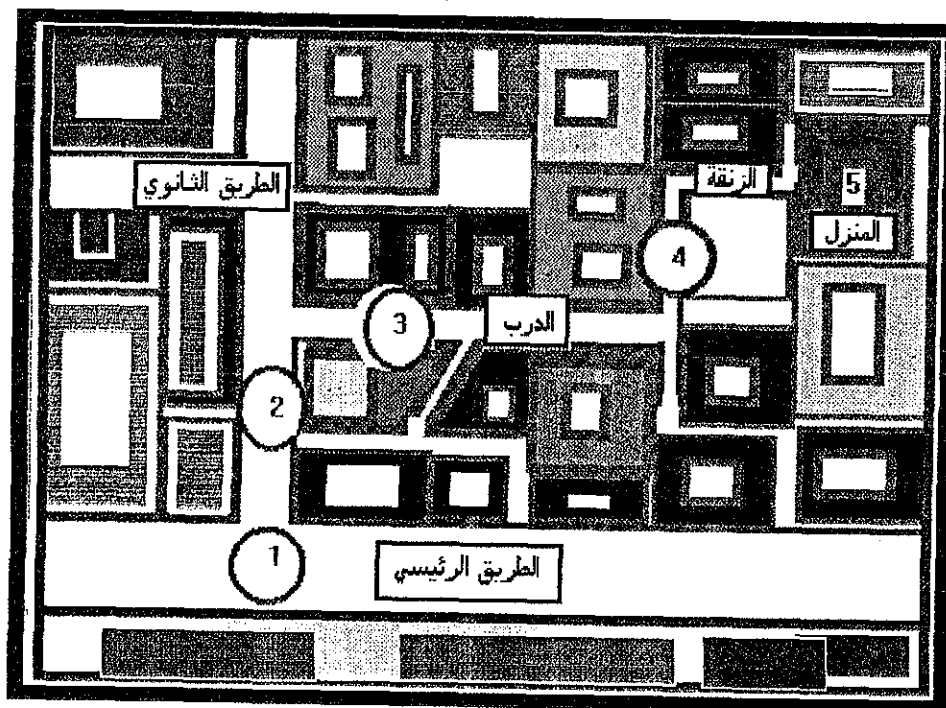 الزنقة
5
الطريق الثانوي
المنزل
4
3
الدرب
2
1
الطريق الرئيسي